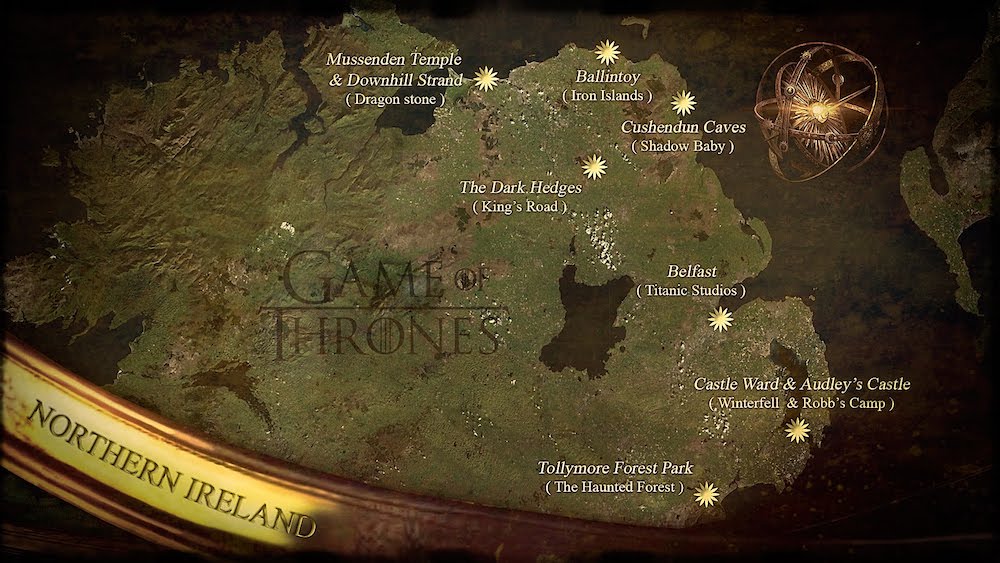 Mussenden Temple
& Downhill Strand
( Dragon stone )
Ballintoy
( Iron Islands )
Cushendun Caves
( Shadow Baby )
The Dark Hedges
( King's Road )
GAME OF
THRONES
Belfast
( Titanic Studios )
Castle Ward & Audley's Castle
( Winterfell & Robb's Camp )
Tollymore Forest Park
( The Haunted Forest )
NORTHERN IRELAND